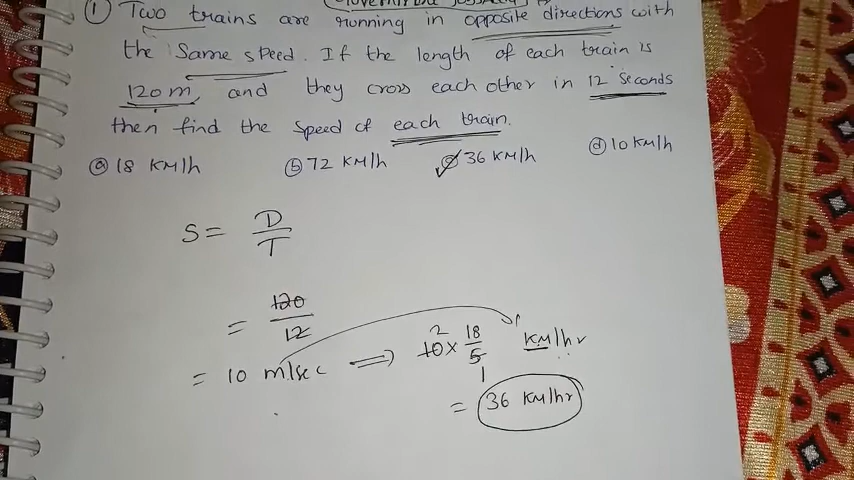 ① Two trains are running in opposite directions with
the Same speed. If the length of each train is
120 m, and they cross each other in 12 seconds
then find the speed of each train.
ⓐ 18 KM/h ⓑ 72 KM/h ⓒ 36 KM/h ⓓ 10 KM/h
S = D/T
= 120/12
= 10 m/sec ⟹ 10 × 18/5 KM/hr
2
1
= 36 KM/hr